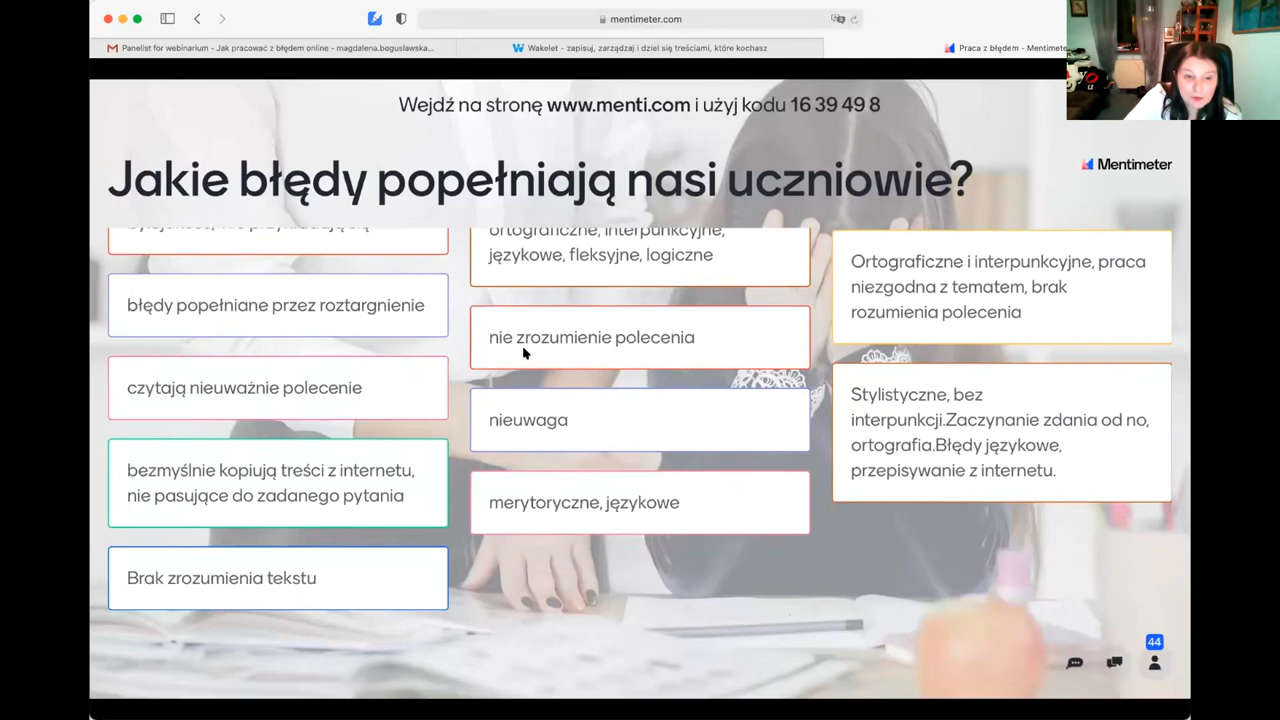 mentimeter.com
Panelist for webinarium - Jak pracować z błędem online - magdalena.boguslawska...
Wakelet - zapisuj, zarządzaj i dziel się treściami, które kochasz
Praca z błędem - Mentimete
Wejdź na stronę www.menti.com i użyj kodu 16 39 49 8
Jakie błędy popełniają nasi uczniowie?
Mentimeter
błędy popełniane przez roztargnienie
czytają nieuważnie polecenie
bezmyślnie kopiują treści z internetu,
nie pasujące do zadanego pytania
Brak zrozumienia tekstu
ortograficzne, interpunkcyjne,
językowe, fleksyjne, logiczne
nie zrozumienie polecenia
nieuwaga
merytoryczne, językowe
Ortograficzne i interpunkcyjne, praca
niezgodna z tematem, brak
rozumienia polecenia
Stylistyczne, bez
interpunkcji.Zaczynanie zdania od no,
ortografia.Błędy językowe,
przepisywanie z internetu.
44